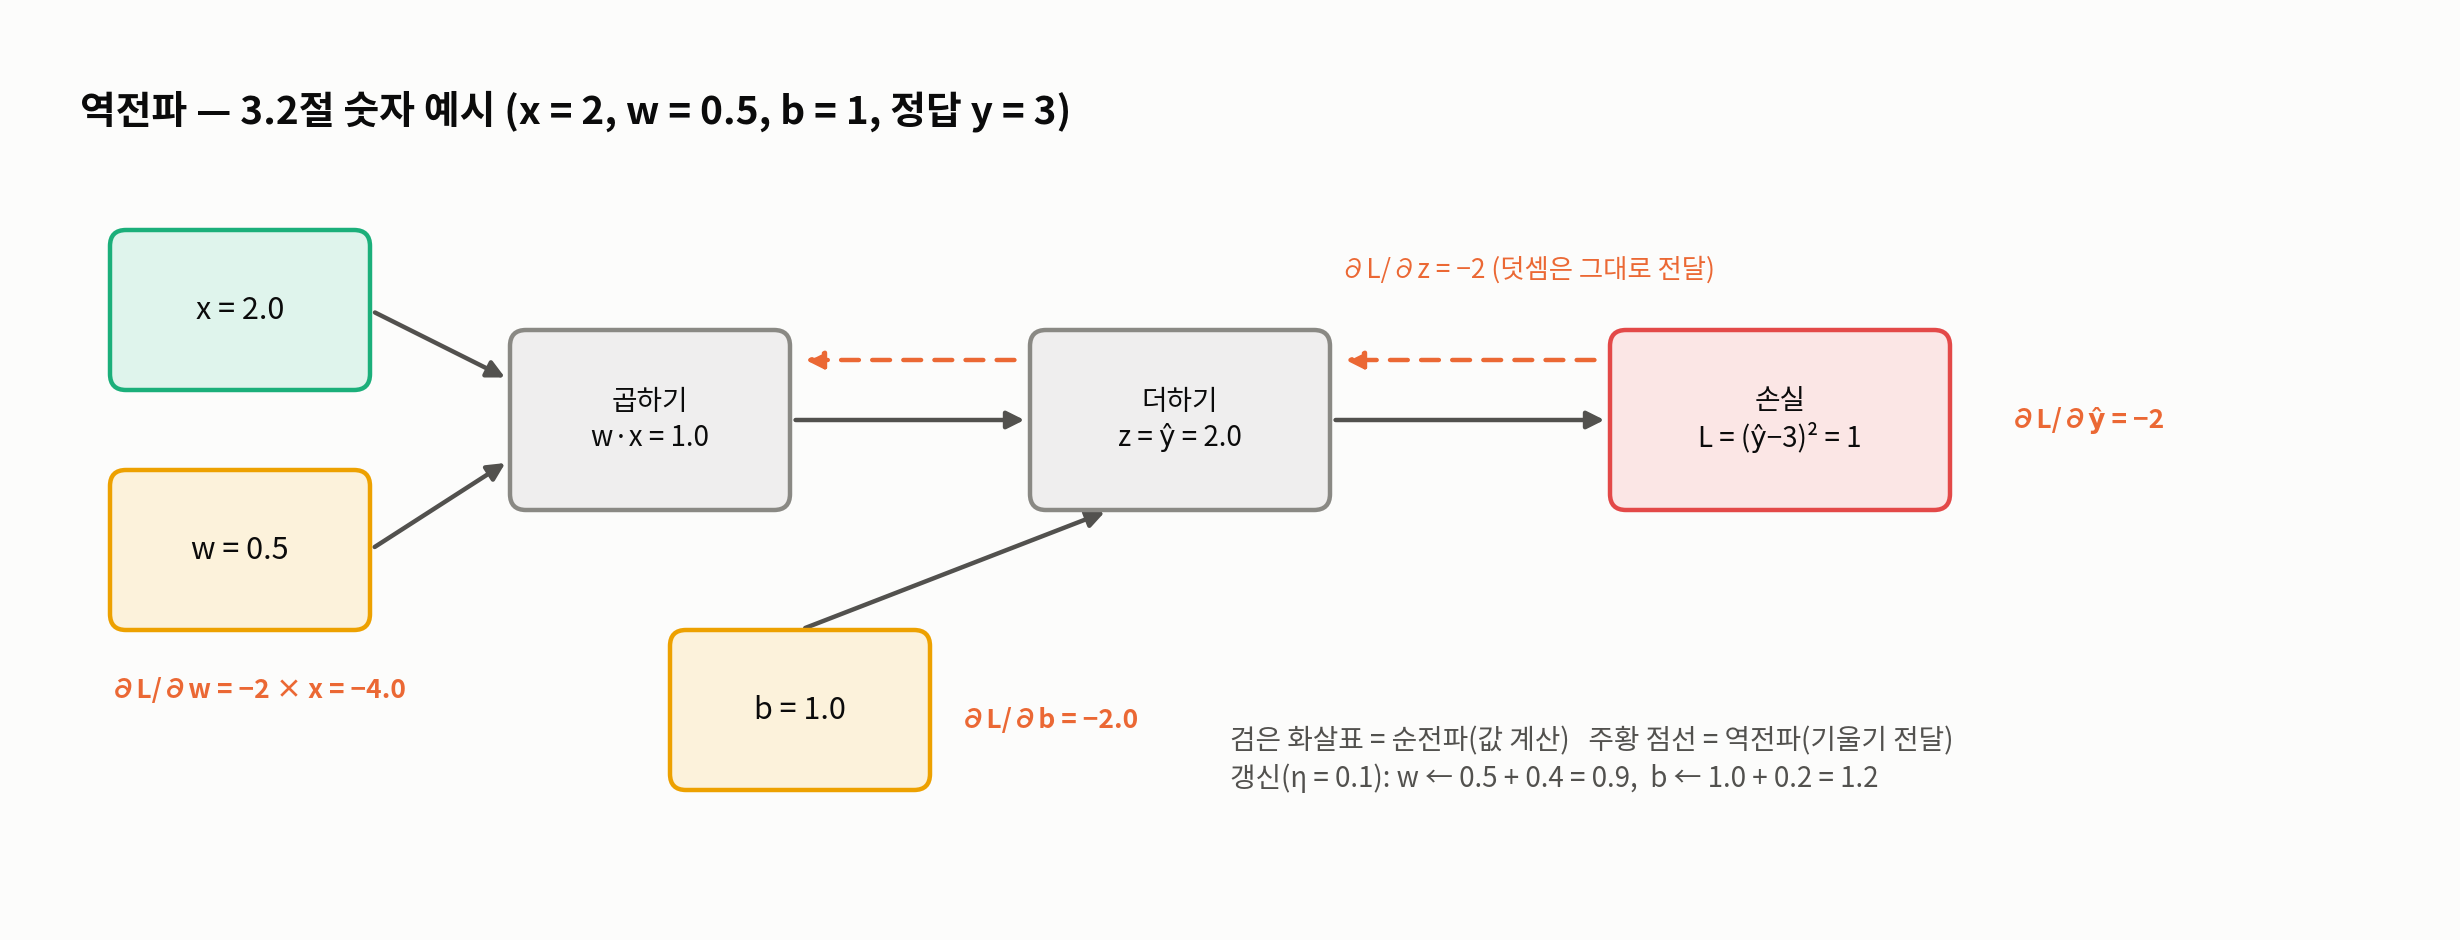 역전파 — 3.2절 숫자 예시 (x = 2, w = 0.5, b = 1, 정답 y = 3)
x = 2.0
∂L/∂z = −2 (덧셈은 그대로 전달)
곱하기
w·x = 1.0
더하기
z = ŷ = 2.0
손실
L = (ŷ−3)² = 1
∂L/∂ŷ = −2
w = 0.5
∂L/∂w = −2 × x = −4.0
b = 1.0
∂L/∂b = −2.0
검은 화살표 = 순전파(값 계산)   주황 점선 = 역전파(기울기 전달)
갱신(η = 0.1): w ← 0.5 + 0.4 = 0.9,  b ← 1.0 + 0.2 = 1.2